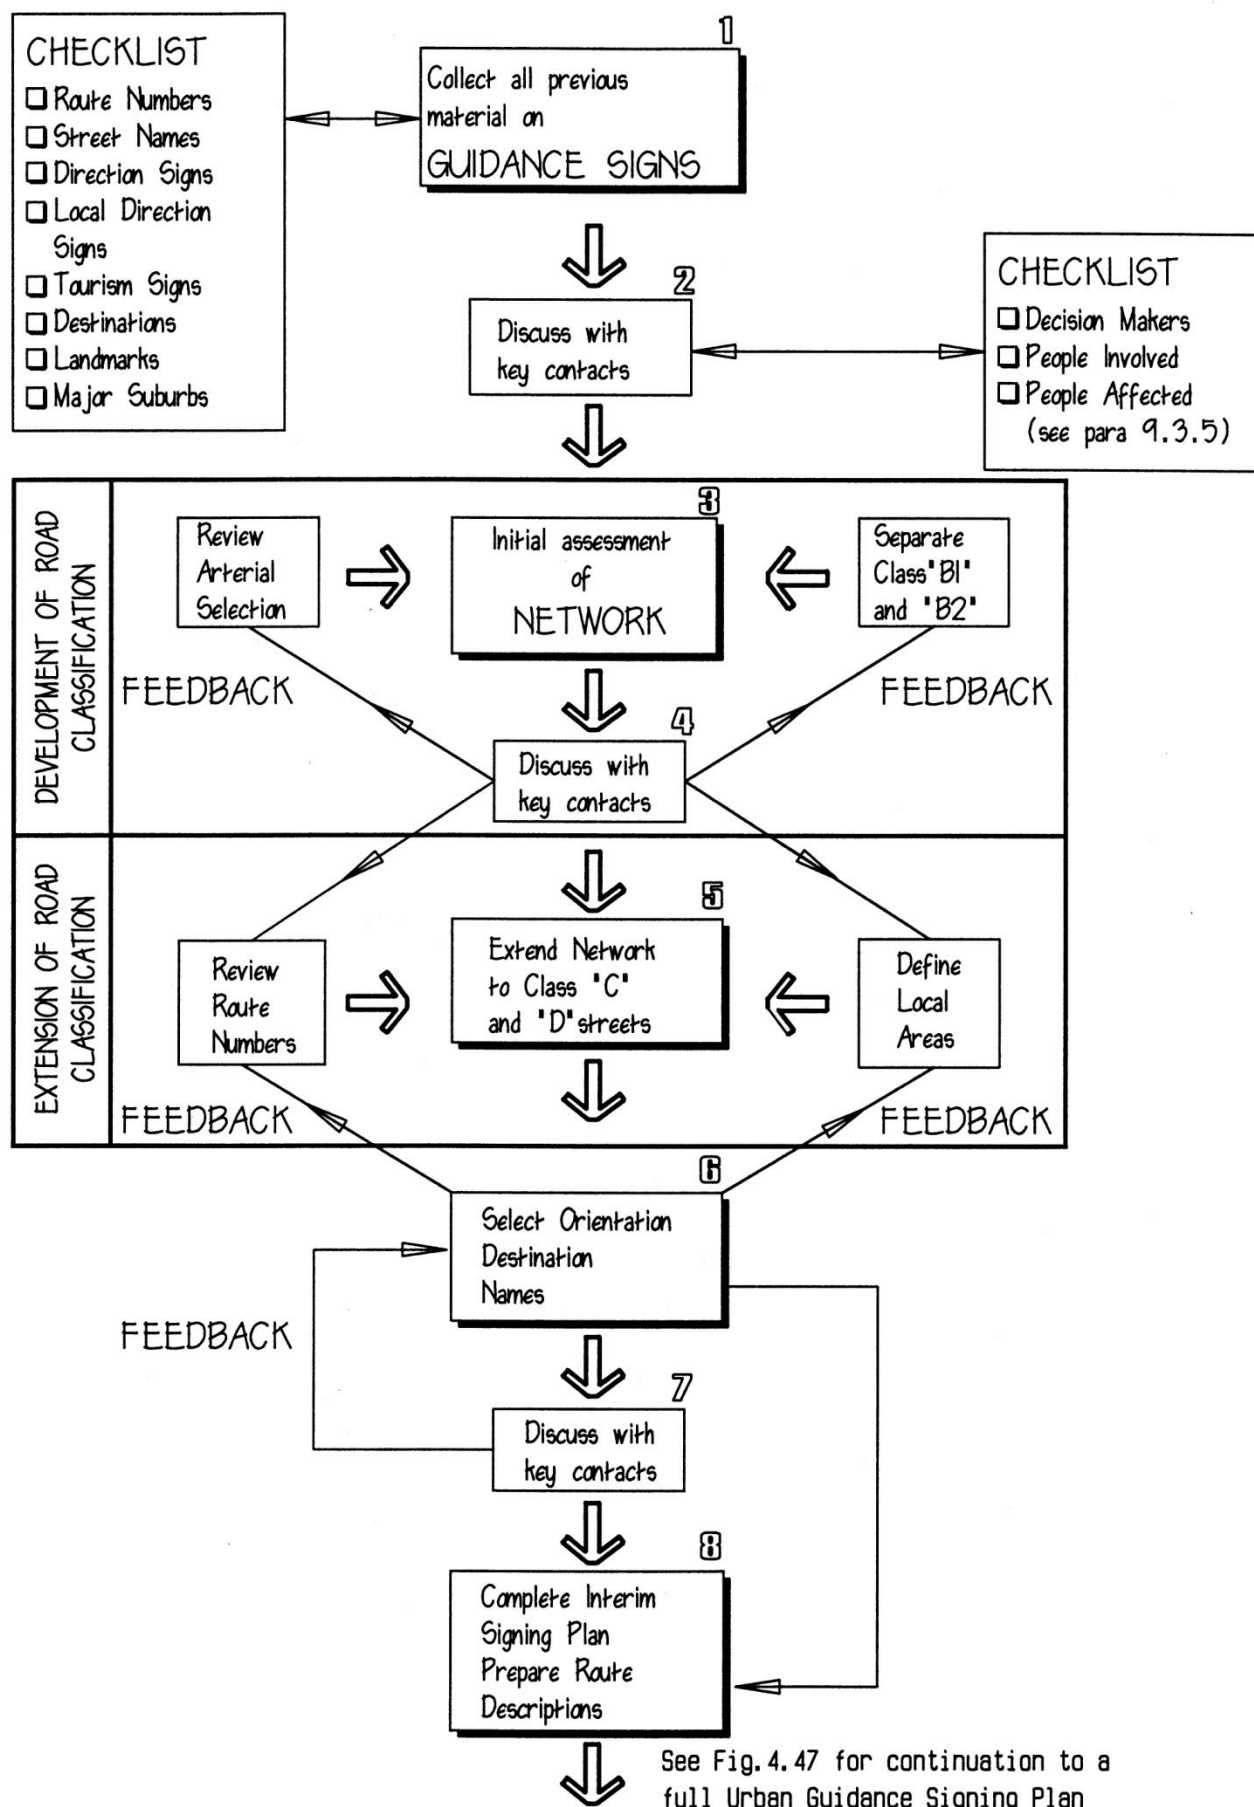 CHECKLIST
Route Numbers
Street Names
Direction Signs
Local Direction
Signs
Tourism Signs
Destinations
Landmarks
Major Suburbs
1
Collect all previous
material on
GUIDANCE SIGNS
2
Discuss with
key contacts
CHECKLIST
Decision Makers
People Involved
People Affected
(see para 9.3.5)
DEVELOPMENT OF ROAD
CLASSIFICATION
Review
Arterial
Selection
3
Initial assessment
of
NETWORK
Separate
Class "B1"
and "B2"
FEEDBACK
FEEDBACK
4
Discuss with
key contacts
EXTENSION OF ROAD
CLASSIFICATION
Review
Route
Numbers
5
Extend Network
to Class "C"
and "D" streets
Define
Local
Areas
FEEDBACK
FEEDBACK
6
Select Orientation
Destination
Names
FEEDBACK
7
Discuss with
key contacts
8
Complete Interim
Signing Plan
Prepare Route
Descriptions
See Fig.4.47 for continuation to a
full Urban Guidance Signing Plan